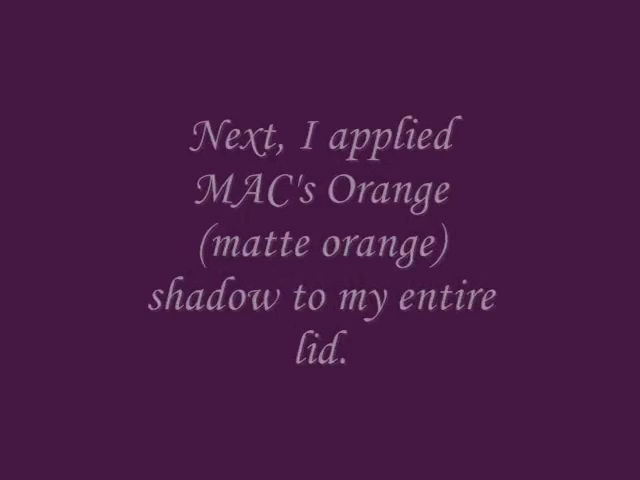 Next, I applied
MAC's Orange
(matte orange)
shadow to my entire
lid.